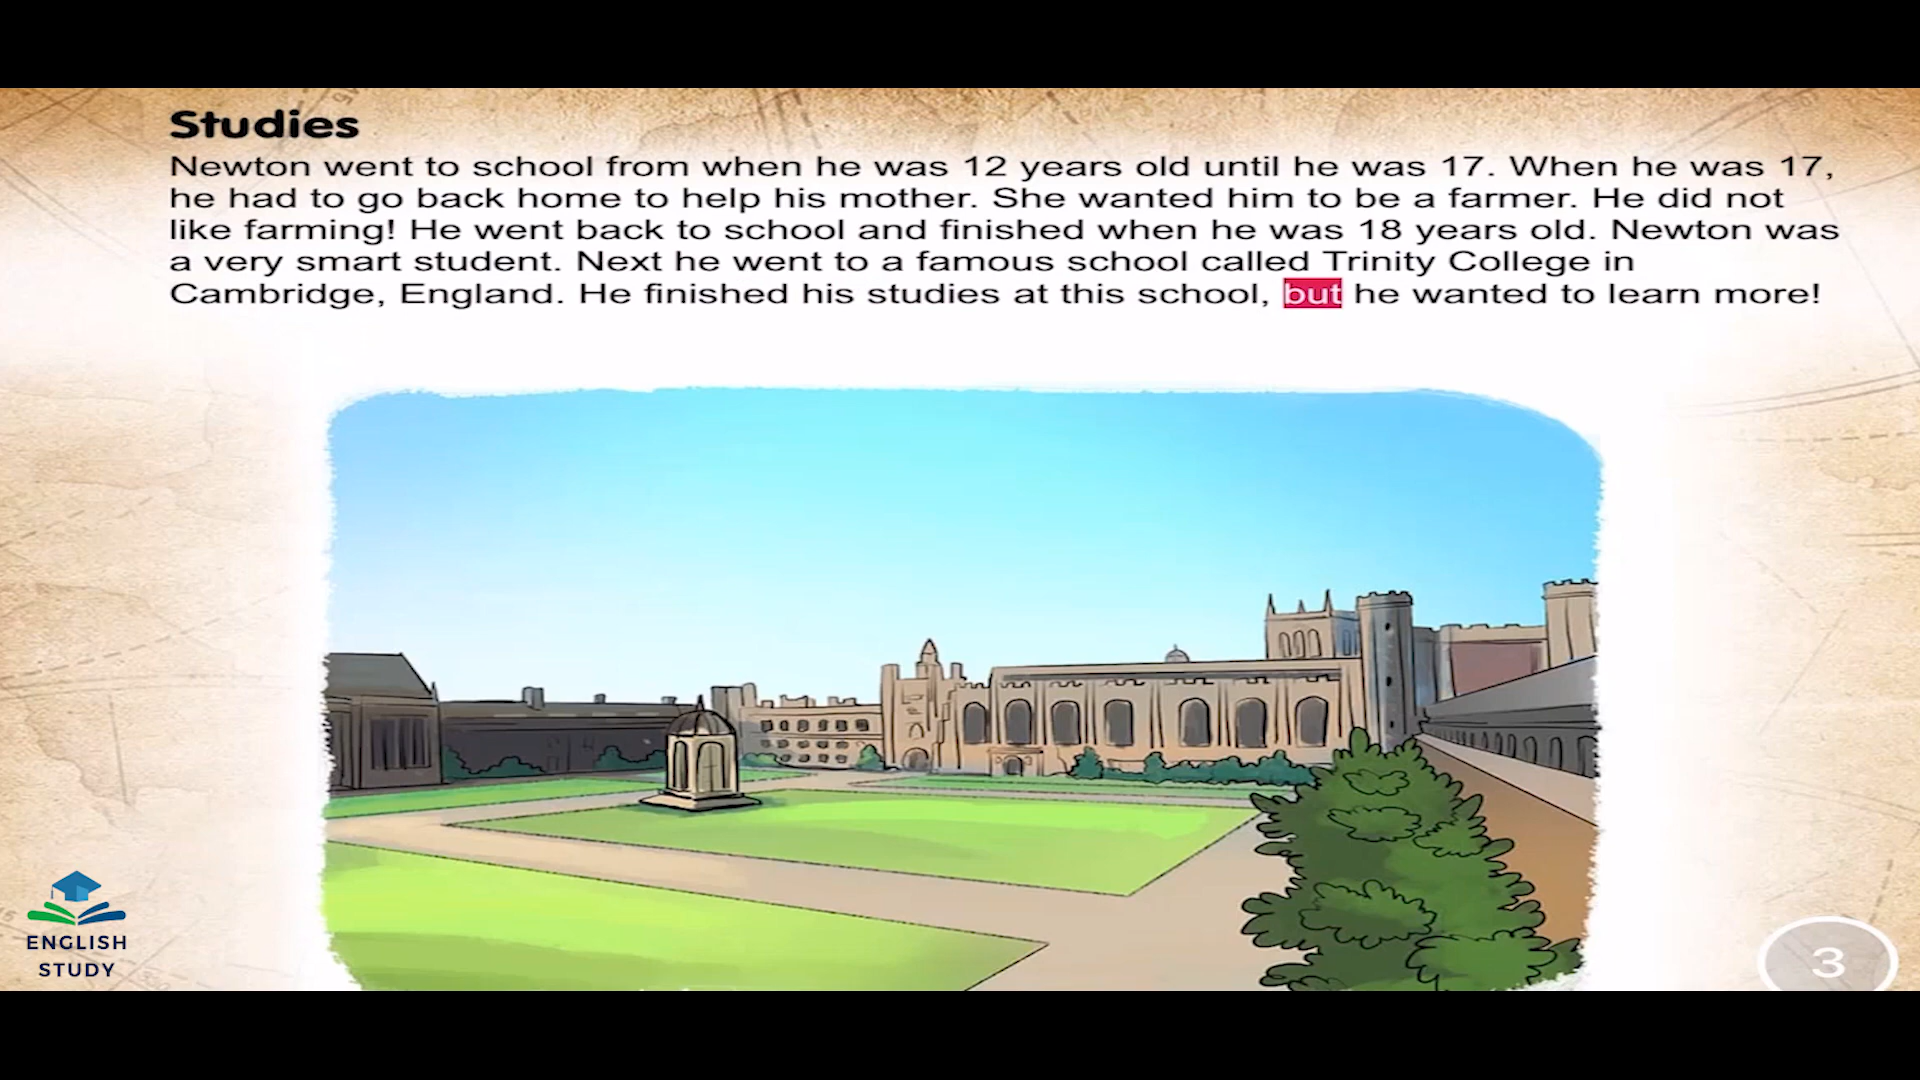 Studies
Newton went to school from when he was 12 years old until he was 17. When he was 17,
he had to go back home to help his mother. She wanted him to be a farmer. He did not
like farming! He went back to school and finished when he was 18 years old. Newton was
a very smart student. Next he went to a famous school called Trinity College in
Cambridge, England. He finished his studies at this school, but he wanted to learn more!
ENGLISH
STUDY
3